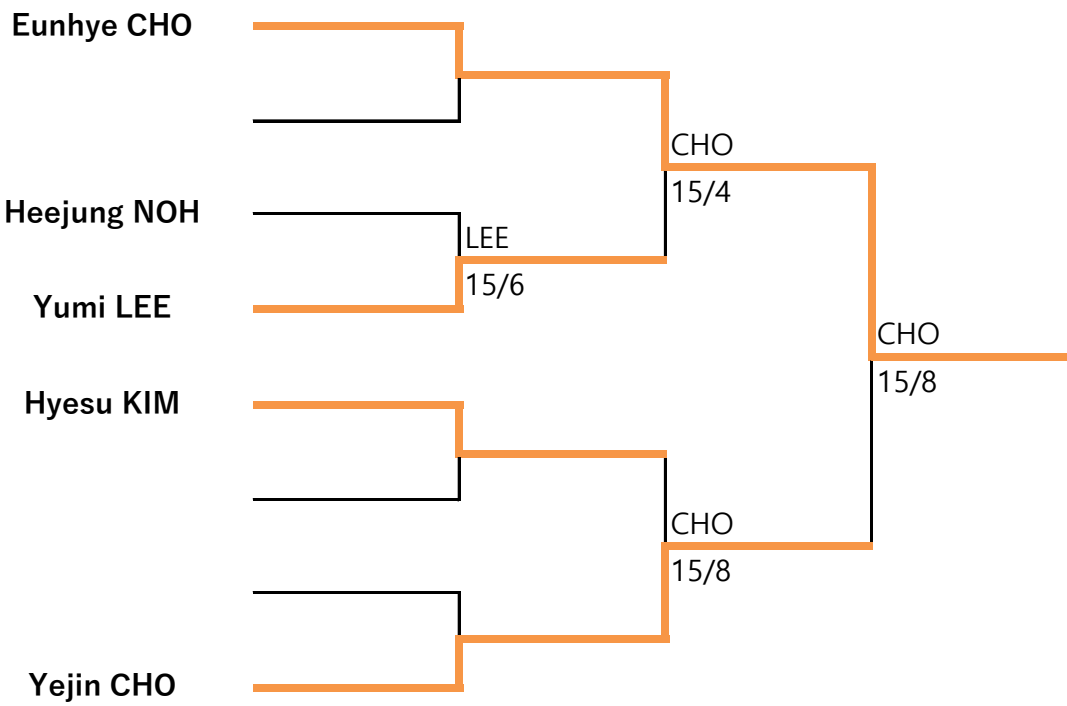 Eunhye CHO
CHO
15/4
Heejung NOH
LEE
15/6
Yumi LEE
CHO
15/8
Hyesu KIM
CHO
15/8
Yejin CHO